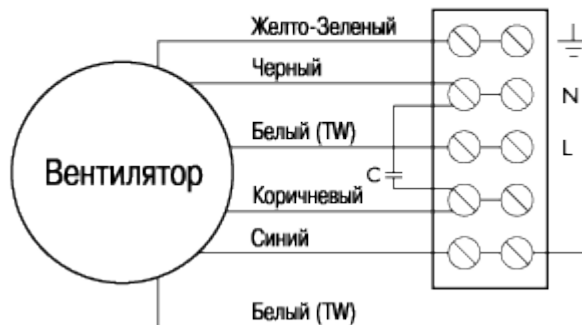 Желто-Зеленый
Черный
N
Белый (TW)
L
C
Вентилятор
Коричневый
Синий
Белый (TW)